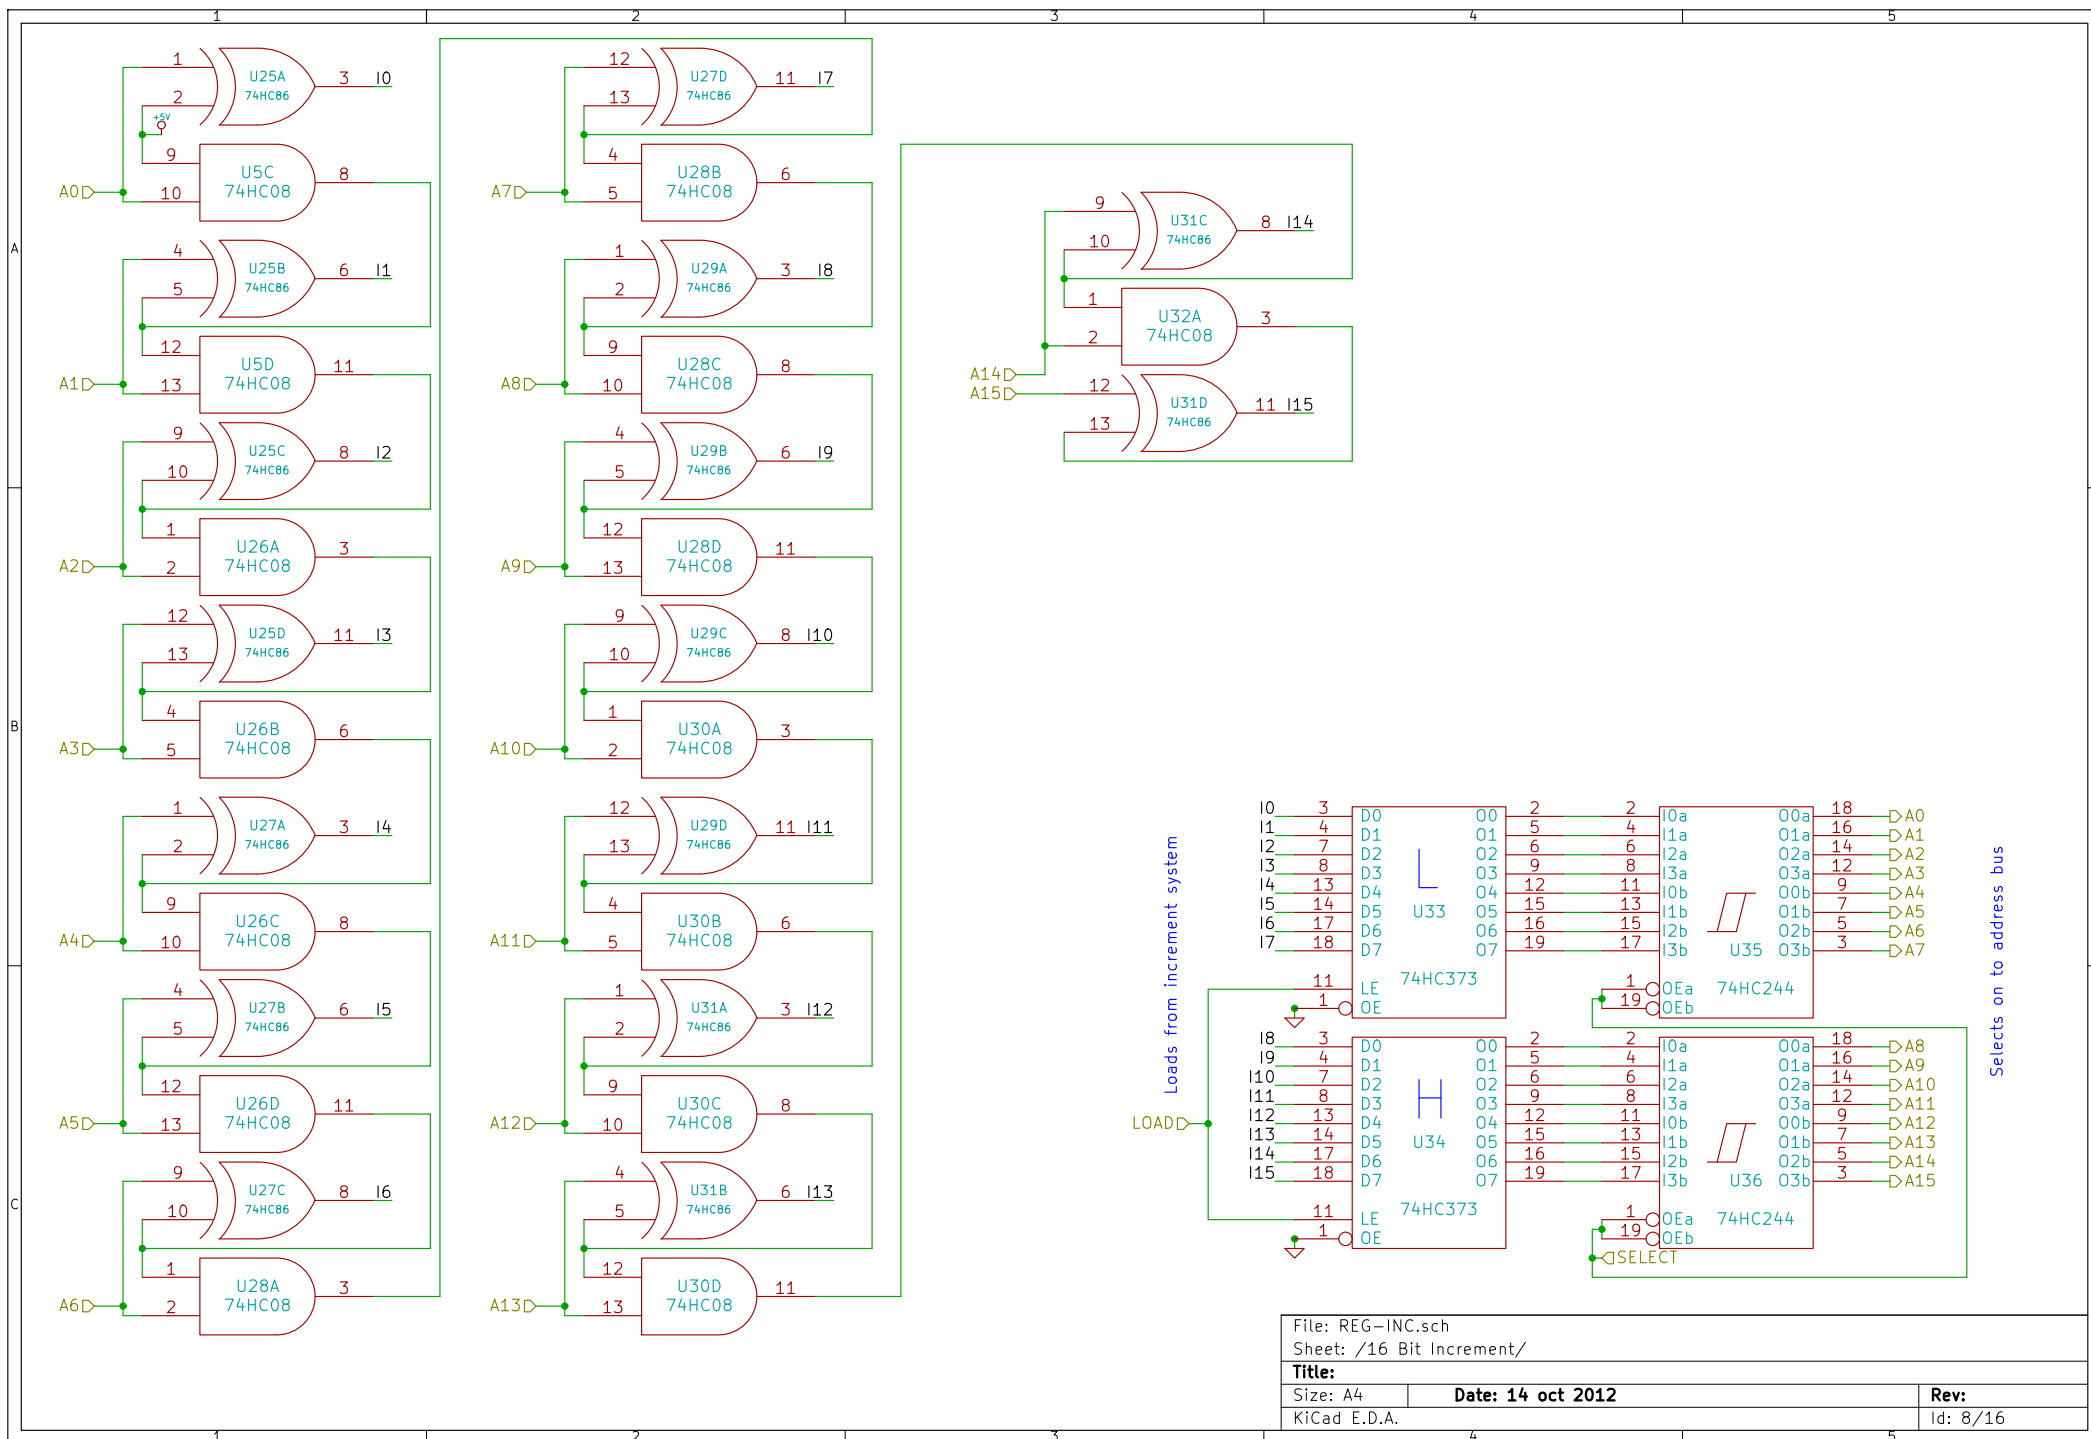 1 2 3 4 5
A
B
C
1
2
U25A
74HC86
3 I0
+5V
9
10
U5C
74HC08
8
A0
4
5
U25B
74HC86
6 I1
12
13
U5D
74HC08
11
A1
9
10
U25C
74HC86
8 I2
1
2
U26A
74HC08
3
A2
12
13
U25D
74HC86
11 I3
4
5
U26B
74HC08
6
A3
1
2
U27A
74HC86
3 I4
9
10
U26C
74HC08
8
A4
4
5
U27B
74HC86
6 I5
12
13
U26D
74HC08
11
A5
9
10
U27C
74HC86
8 I6
1
2
U28A
74HC08
3
A6
12
13
U27D
74HC86
11 I7
4
5
U28B
74HC08
6
A7
1
2
U29A
74HC86
3 I8
9
10
U28C
74HC08
8
A8
4
5
U29B
74HC86
6 I9
12
13
U28D
74HC08
11
A9
9
10
U29C
74HC86
8 I10
1
2
U30A
74HC08
3
A10
12
13
U29D
74HC86
11 I11
4
5
U30B
74HC08
6
A11
1
2
U31A
74HC86
3 I12
9
10
U30C
74HC08
8
A12
4
5
U31B
74HC86
6 I13
12
13
U30D
74HC08
11
A13
9
10
U31C
74HC86
8 I14
1
2
U32A
74HC08
3
A14
A15
12
13
U31D
74HC86
11 I15
Loads from increment system
I0 3 D0 O0 2 2 I0a O0a 18 A0
I1 4 D1 O1 5 4 I1a O1a 16 A1
I2 7 D2 O2 6 6 I2a O2a 14 A2
I3 8 D3 O3 9 8 I3a O3a 12 A3
I4 13 D4 O4 12 11 I0b O0b 9 A4
I5 14 D5 O5 15 13 I1b O1b 7 A5
I6 17 D6 O6 16 15 I2b O2b 5 A6
I7 18 D7 O7 19 17 I3b O3b 3 A7
L
U33
U35
74HC373
74HC244
11 LE
1 OE
1 OEa
19 OEb
I8 3 D0 O0 2 2 I0a O0a 18 A8
I9 4 D1 O1 5 4 I1a O1a 16 A9
I10 7 D2 O2 6 6 I2a O2a 14 A10
I11 8 D3 O3 9 8 I3a O3a 12 A11
I12 13 D4 O4 12 11 I0b O0b 9 A12
I13 14 D5 O5 15 13 I1b O1b 7 A13
I14 17 D6 O6 16 15 I2b O2b 5 A14
I15 18 D7 O7 19 17 I3b O3b 3 A15
H
U34
U36
74HC373
74HC244
11 LE
1 OE
1 OEa
19 OEb
LOAD
SELECT
Selects on to address bus
File: REG-INC.sch
Sheet: /16 Bit Increment/
Title:
Size: A4 Date: 14 oct 2012 Rev:
KiCad E.D.A. Id: 8/16
1 2 3 4 5